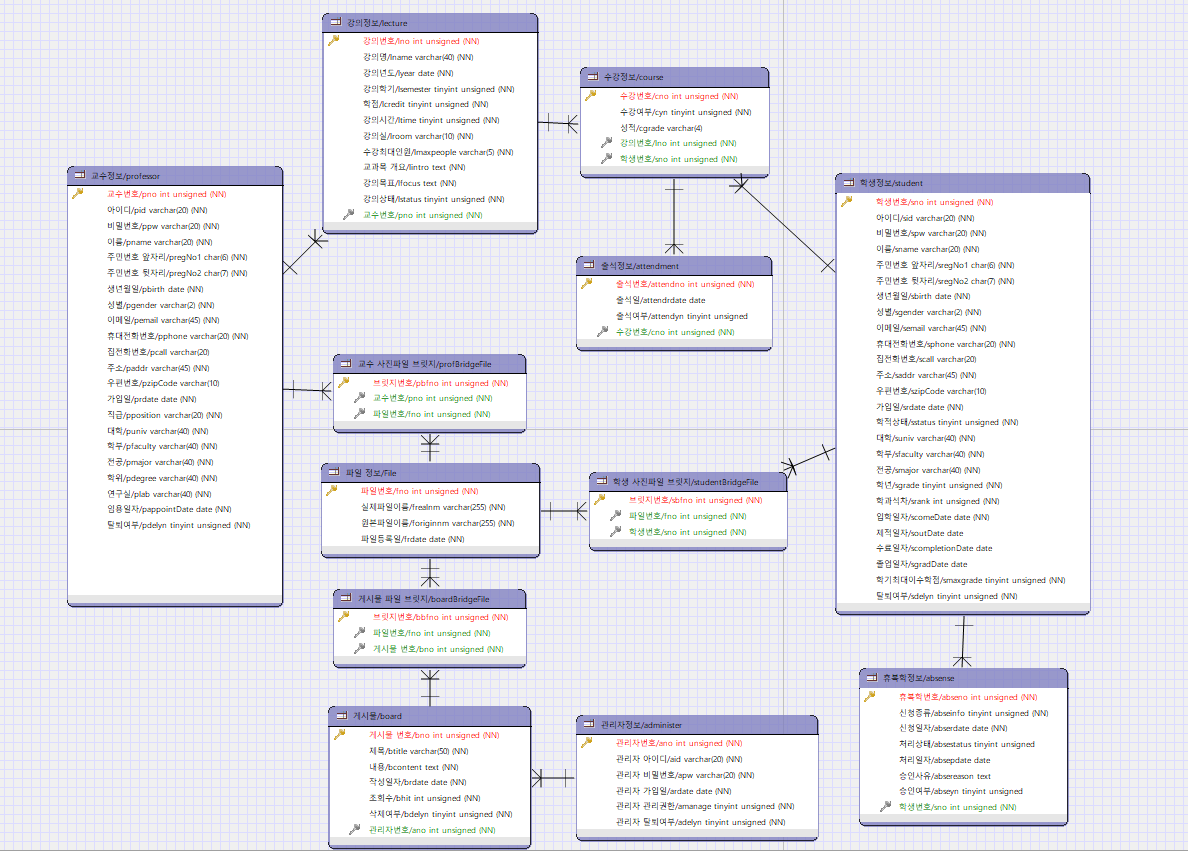 강의정보/lecture
강의번호/lno int unsigned (NN)
강의명/lname varchar(40) (NN)
강의년도/lyear date (NN)
강의학기/lsemester tinyint unsigned (NN)
학점/lcredit tinyint unsigned (NN)
강의시간/ltime tinyint unsigned (NN)
강의실/lroom varchar(10) (NN)
수강최대인원/lmaxpeople varchar(5) (NN)
교과목 개요/lintro text (NN)
강의목표/lfocus text (NN)
강의상태/lstatus tinyint unsigned (NN)
교수번호/pno int unsigned (NN)
수강정보/course
수강번호/cno int unsigned (NN)
수강여부/cyn tinyint unsigned (NN)
성적/cgrade varchar(4)
강의번호/lno int unsigned (NN)
학생번호/sno int unsigned (NN)
교수정보/professor
교수번호/pno int unsigned (NN)
아이디/pid varchar(20) (NN)
비밀번호/ppw varchar(20) (NN)
이름/pname varchar(20) (NN)
주민번호 앞자리/pregNo1 char(6) (NN)
주민번호 뒷자리/pregNo2 char(7) (NN)
생년월일/pbirth date (NN)
성별/pgender varchar(2) (NN)
이메일/pemail varchar(45) (NN)
휴대전화번호/pphone varchar(20) (NN)
집전화번호/pcall varchar(20)
주소/paddr varchar(45) (NN)
우편번호/pzipCode varchar(10)
가입일/prdate date (NN)
직급/pposition varchar(20) (NN)
대학/puniv varchar(40) (NN)
학부/pfaculty varchar(40) (NN)
전공/pmajor varchar(40) (NN)
학위/pdegree varchar(40) (NN)
연구실/plab varchar(40) (NN)
임용일자/pappointDate date (NN)
탈퇴여부/pdelyn tinyint unsigned (NN)
학생정보/student
학생번호/sno int unsigned (NN)
아이디/sid varchar(20) (NN)
비밀번호/spw varchar(20) (NN)
이름/sname varchar(20) (NN)
주민번호 앞자리/sregNo1 char(6) (NN)
주민번호 뒷자리/sregNo2 char(7) (NN)
생년월일/sbirth date (NN)
성별/sgender varchar(2) (NN)
이메일/semail varchar(45) (NN)
휴대전화번호/sphone varchar(20) (NN)
집전화번호/scall varchar(20)
주소/saddr varchar(45) (NN)
우편번호/szipCode varchar(10)
가입일/srdate date (NN)
학적상태/sstatus tinyint unsigned (NN)
대학/suniv varchar(40) (NN)
학부/sfaculty varchar(40) (NN)
전공/smajor varchar(40) (NN)
학년/sgrade tinyint unsigned (NN)
학과석차/srank int unsigned (NN)
입학일자/scomeDate date (NN)
제적일자/soutDate date
수료일자/scompletionDate date
졸업일자/sgradDate date
학기최대이수학점/smaxgrade tinyint unsigned (NN)
탈퇴여부/sdelyn tinyint unsigned (NN)
출석정보/attendment
출석번호/attendno int unsigned (NN)
출석일/attendrdate date
출석여부/attendyn tinyint unsigned
수강번호/cno int unsigned (NN)
교수 사진파일 브릿지/profBridgeFile
브릿지번호/pbfno int unsigned (NN)
교수번호/pno int unsigned (NN)
파일번호/fno int unsigned (NN)
파일 정보/File
파일번호/fno int unsigned (NN)
실제파일이름/frealnm varchar(255) (NN)
원본파일이름/foriginnm varchar(255) (NN)
파일등록일/frdate date (NN)
학생 사진파일 브릿지/studentBridgeFile
브릿지번호/sbfno int unsigned (NN)
파일번호/fno int unsigned (NN)
학생번호/sno int unsigned (NN)
게시물 파일 브릿지/boardBridgeFile
브릿지번호/bbfno int unsigned (NN)
파일번호/fno int unsigned (NN)
게시물 번호/bno int unsigned (NN)
게시물/board
게시물 번호/bno int unsigned (NN)
제목/btitle varchar(50) (NN)
내용/bcontent text (NN)
작성일자/brdate date (NN)
조회수/bhit int unsigned (NN)
삭제여부/bdelyn tinyint unsigned (NN)
관리자번호/ano int unsigned (NN)
관리자정보/administer
관리자번호/ano int unsigned (NN)
관리자 아이디/aid varchar(20) (NN)
관리자 비밀번호/apw varchar(20) (NN)
관리자 가입일/ardate date (NN)
관리자 관리권한/amanage tinyint unsigned (NN)
관리자 탈퇴여부/adelyn tinyint unsigned (NN)
휴복학정보/absense
휴복학번호/abseno int unsigned (NN)
신청종류/abseinfo tinyint unsigned (NN)
신청일자/abserdate date (NN)
처리상태/absestatus tinyint unsigned
처리일자/absepdate date
승인사유/absereason text
승인여부/abseyn tinyint unsigned
학생번호/sno int unsigned (NN)